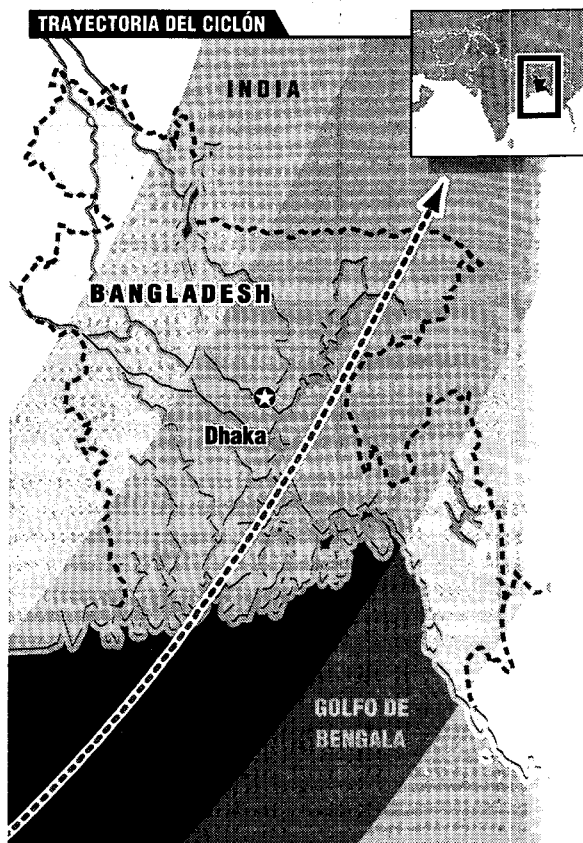 TRAYECTORIA DEL CICLÓN
INDIA
BANGLADESH
Dhaka
GOLFO DE
BENGALA